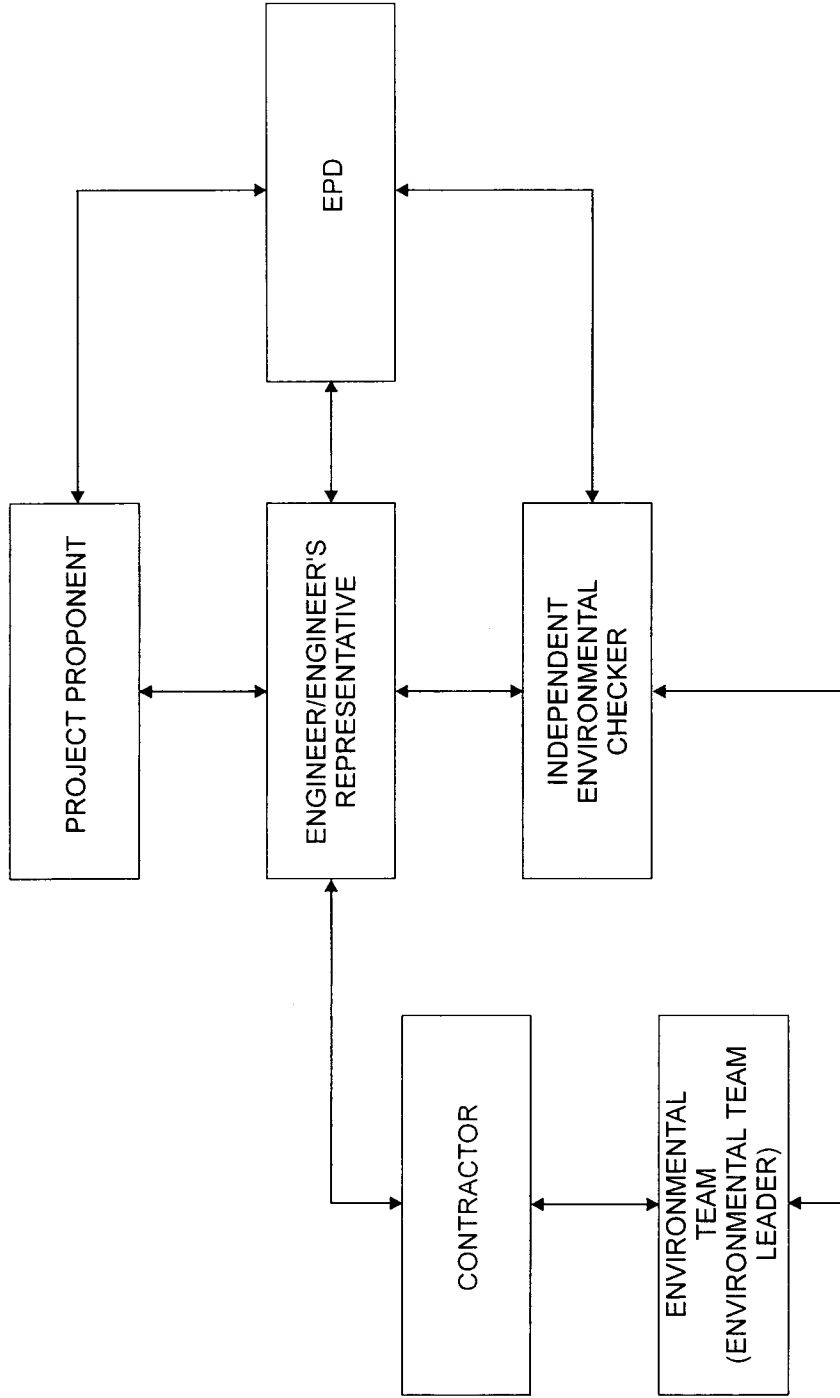 PROJECT PROPONENT
EPD
ENGINEER/ENGINEER'S
REPRESENTATIVE
INDEPENDENT
ENVIRONMENTAL
CHECKER
CONTRACTOR
ENVIRONMENTAL
TEAM
(ENVIRONMENTAL TEAM
LEADER)